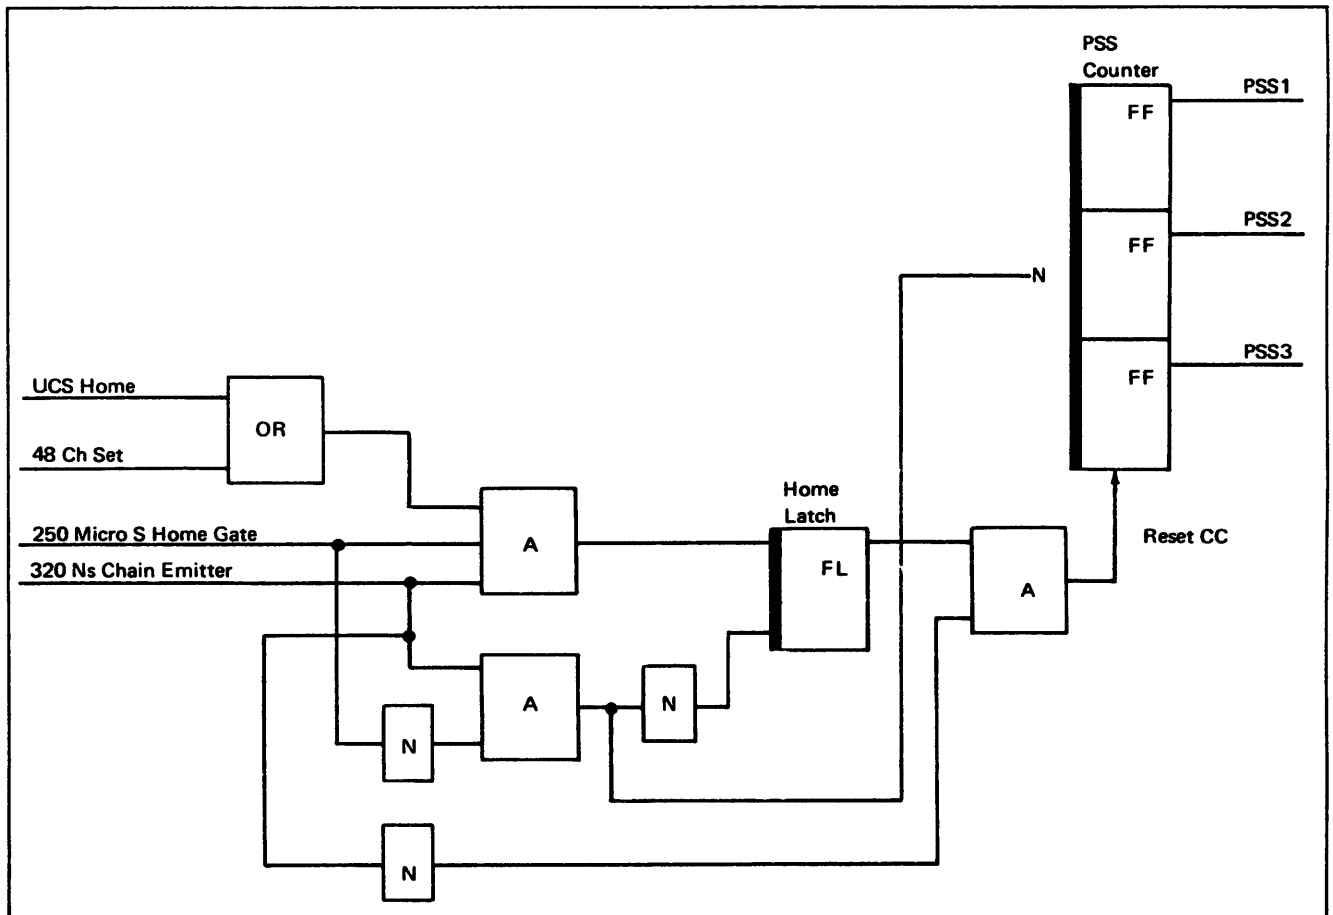 PSS
Counter
FF
PSS1
FF
PSS2
N
FF
PSS3
UCS Home
OR
48 Ch Set
250 Micro S Home Gate
320 Ns Chain Emitter
A
Home
Latch
FL
Reset CC
A
A
N
N
N